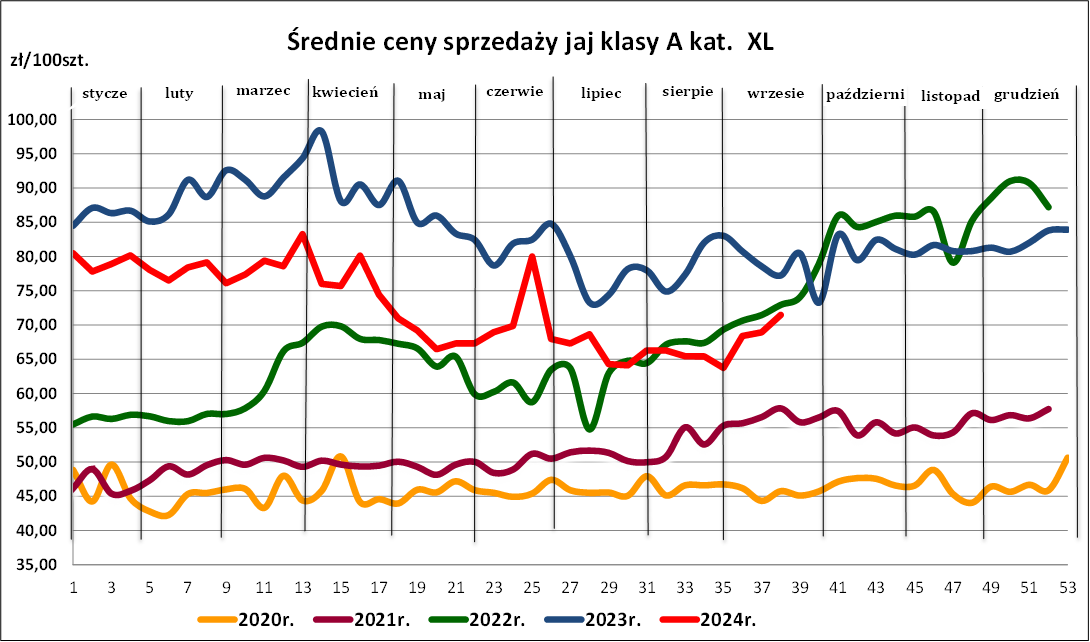 Średnie ceny sprzedaży jaj klasy A kat. XL
zł/100szt.
stycze luty marzec kwiecień maj czerwie lipiec sierpie wrzesie październi listopad grudzień
100,00
95,00
90,00
85,00
80,00
75,00
70,00
65,00
60,00
55,00
50,00
45,00
40,00
35,00
1 3 5 7 9 11 13 15 17 19 21 23 25 27 29 31 33 35 37 39 41 43 45 47 49 51 53
2020r. 2021r. 2022r. 2023r. 2024r.